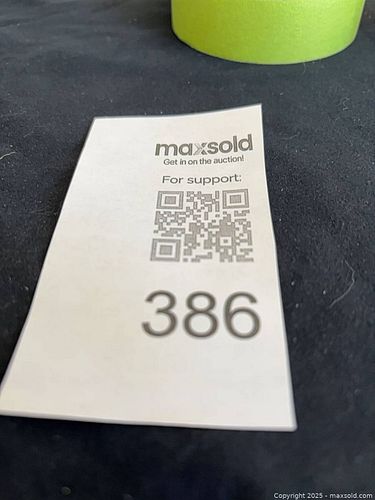 maxsold
Get in on the auction!
For support:
386
Copyright 2025 - maxsold.com